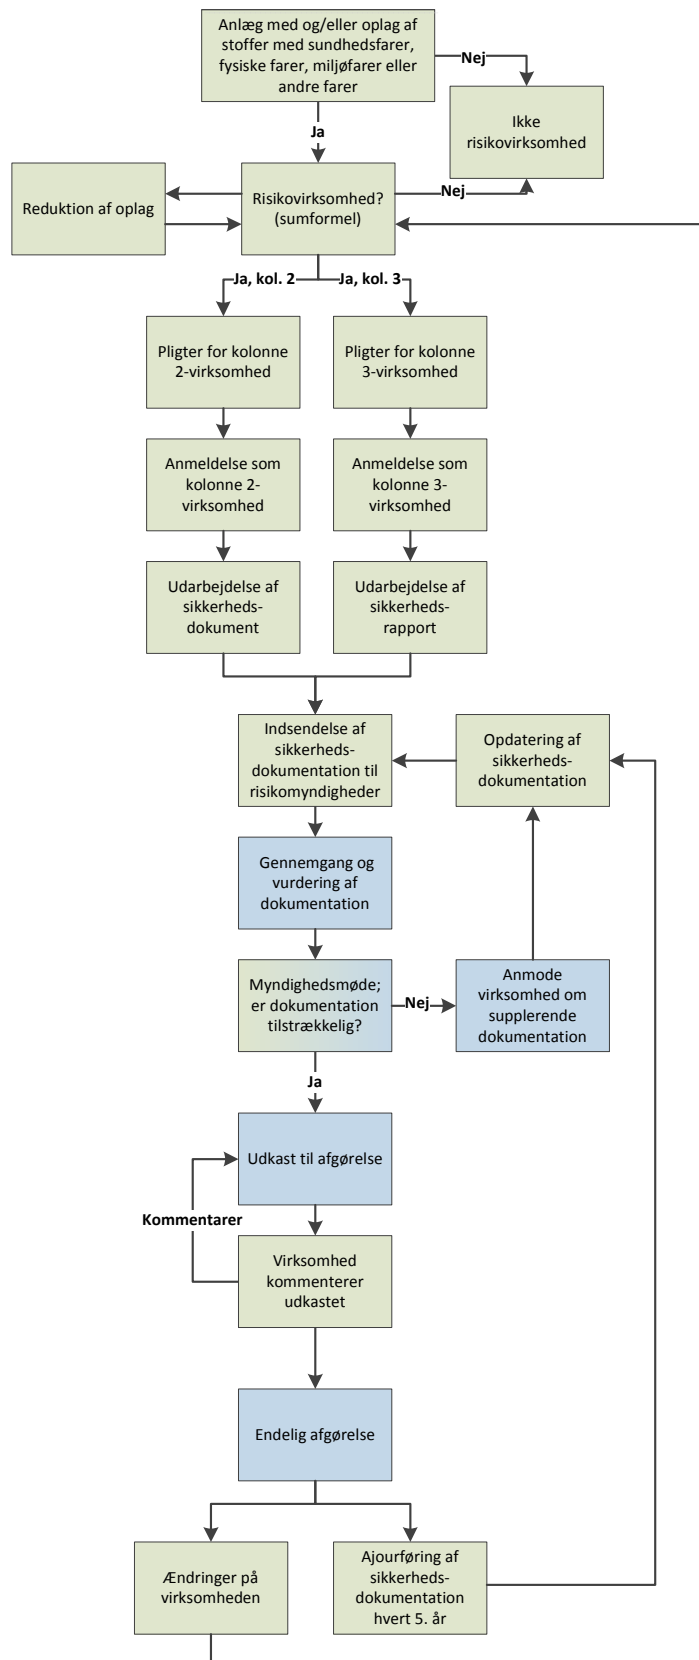 Anlæg med og/eller oplag af
stoffer med sundhedsfarer,
fysiske farer, miljøfarer eller
andre farer
Nej
Ja
Ikke
risikovirksomhed
Reduktion af oplag
Risikovirksomhed?
(sumformel)
Nej
Ja, kol. 2
Ja, kol. 3
Pligter for kolonne
2-virksomhed
Pligter for kolonne
3-virksomhed
Anmeldelse som
kolonne 2-
virksomhed
Anmeldelse som
kolonne 3-
virksomhed
Udarbejdelse af
sikkerheds-
dokument
Udarbejdelse af
sikkerheds-
rapport
Indsendelse af
sikkerheds-
dokumentation til
risikomyndigheder
Opdatering af
sikkerheds-
dokumentation
Gennemgang og
vurdering af
dokumentation
Myndighedsmøde;
er dokumentation
tilstrækkelig?
Nej
Anmode
virksomhed om
supplerende
dokumentation
Ja
Udkast til afgørelse
Kommentarer
Virksomhed
kommenterer
udkastet
Endelig afgørelse
Ændringer på
virksomheden
Ajourføring af
sikkerheds-
dokumentation
hvert 5. år